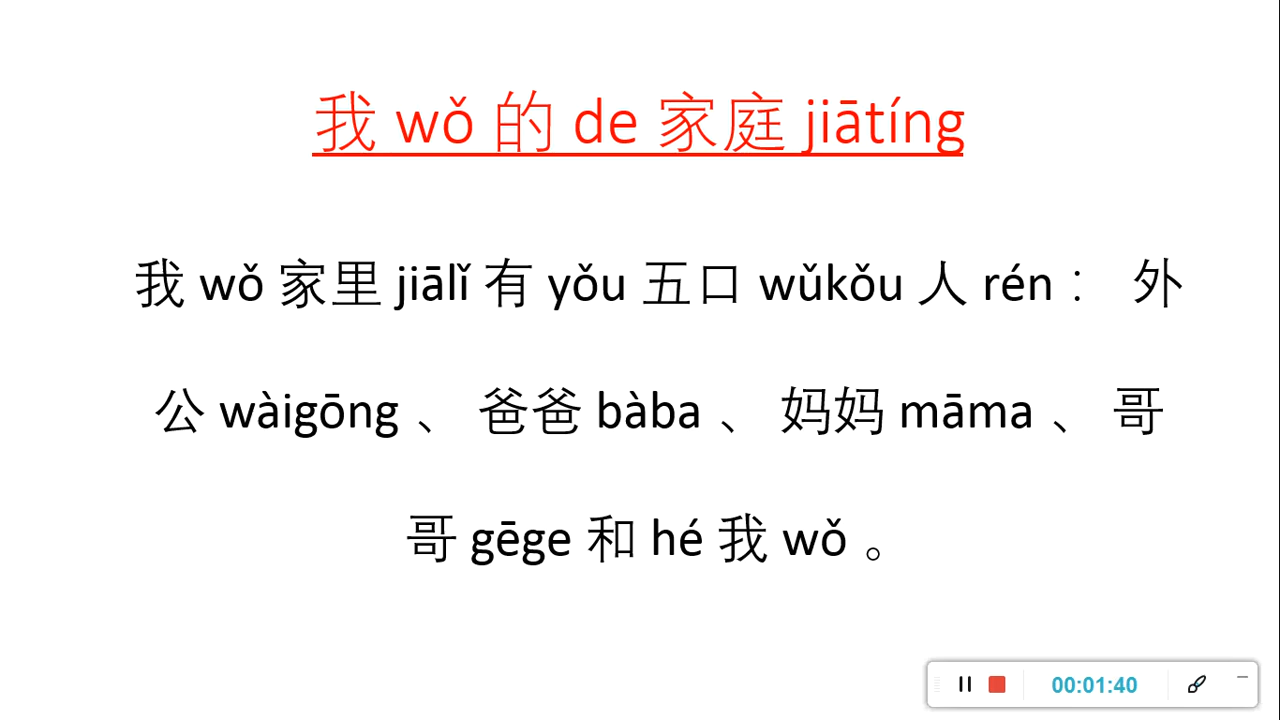 我 wǒ 的 de 家庭 jiātíng
我 wǒ 家里 jiālǐ 有 yǒu 五口 wǔkǒu 人 rén： 外
公 wàigōng 、 爸爸 bàba 、 妈妈 māma 、 哥
哥 gēge 和 hé 我 wǒ 。
00:01:40